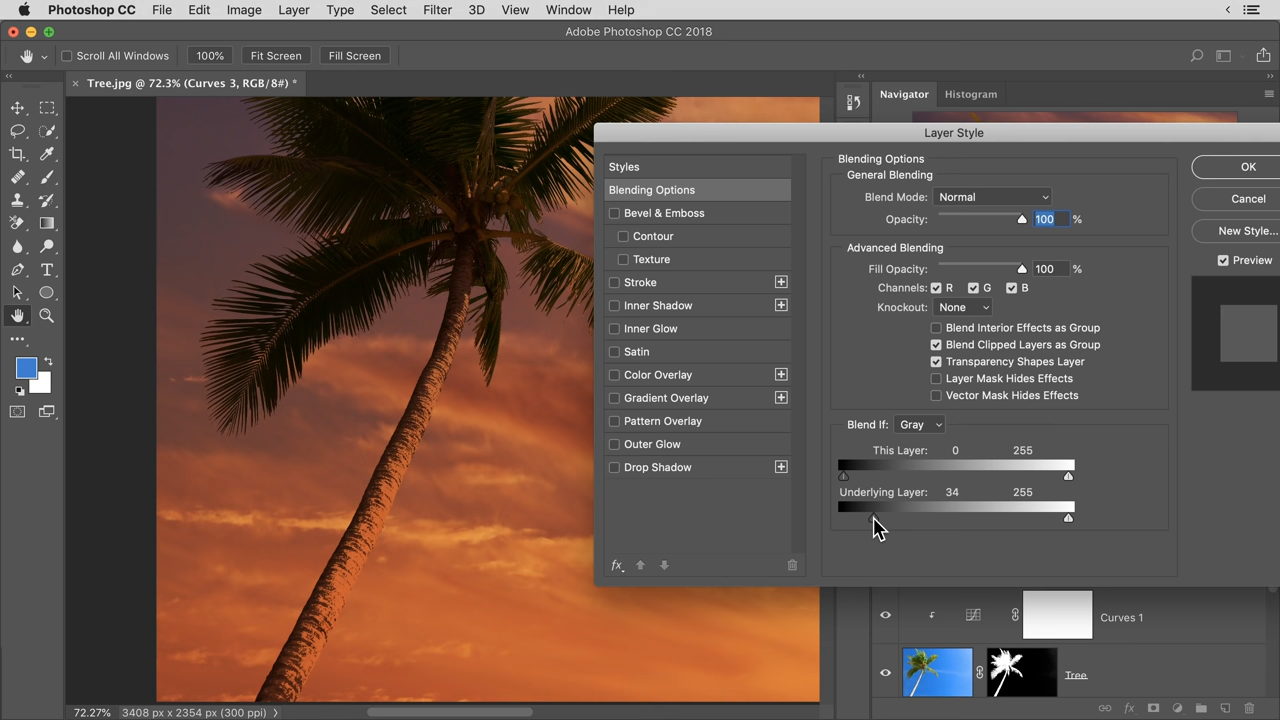 Photoshop CC File Edit Image Layer Type Select Filter 3D View Window Help
Adobe Photoshop CC 2018
Scroll All Windows 100% Fit Screen Fill Screen
Tree.jpg @ 72.3% (Curves 3, RGB/8#) *
Navigator Histogram
Layer Style
Styles
Blending Options
Bevel & Emboss
Contour
Texture
Stroke
Inner Shadow
Inner Glow
Satin
Color Overlay
Gradient Overlay
Pattern Overlay
Outer Glow
Drop Shadow
fx
Blending Options
General Blending
Blend Mode: Normal
Opacity: 100 %
Advanced Blending
Fill Opacity: 100 %
Channels: R G B
Knockout: None
Blend Interior Effects as Group
Blend Clipped Layers as Group
Transparency Shapes Layer
Layer Mask Hides Effects
Vector Mask Hides Effects
Blend If: Gray
This Layer: 0 255
Underlying Layer: 34 255
OK
Cancel
New Style...
Preview
Curves 1
Tree
fx
72.27% 3408 px x 2354 px (300 ppi)